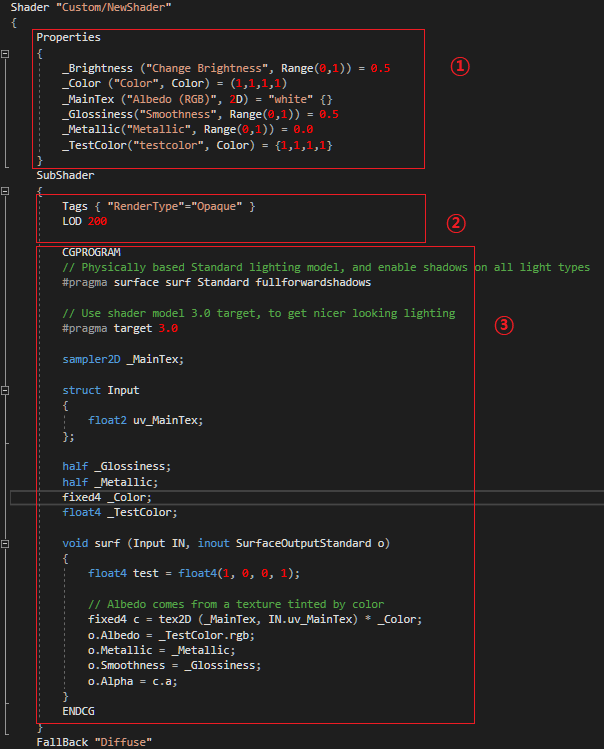 Shader "Custom/NewShader"
{
Properties
{
_Brightness ("Change Brightness", Range(0,1)) = 0.5
_Color ("Color", Color) = (1,1,1,1)
_MainTex ("Albedo (RGB)", 2D) = "white" {}
_Glossiness("Smoothness", Range(0,1)) = 0.5
_Metallic("Metallic", Range(0,1)) = 0.0
_TestColor("testcolor", Color) = {1,1,1,1}
}
①
SubShader
{
Tags { "RenderType"="Opaque" }
LOD 200
②
CGPROGRAM
// Physically based Standard lighting model, and enable shadows on all light types
#pragma surface surf Standard fullforwardshadows
// Use shader model 3.0 target, to get nicer looking lighting
#pragma target 3.0
③
sampler2D _MainTex;
struct Input
{
float2 uv_MainTex;
};
half _Glossiness;
half _Metallic;
fixed4 _Color;
float4 _TestColor;
void surf (Input IN, inout SurfaceOutputStandard o)
{
float4 test = float4(1, 0, 0, 1);
// Albedo comes from a texture tinted by color
fixed4 c = tex2D (_MainTex, IN.uv_MainTex) * _Color;
o.Albedo = _TestColor.rgb;
o.Metallic = _Metallic;
o.Smoothness = _Glossiness;
o.Alpha = c.a;
}
ENDCG
}
FallBack "Diffuse"